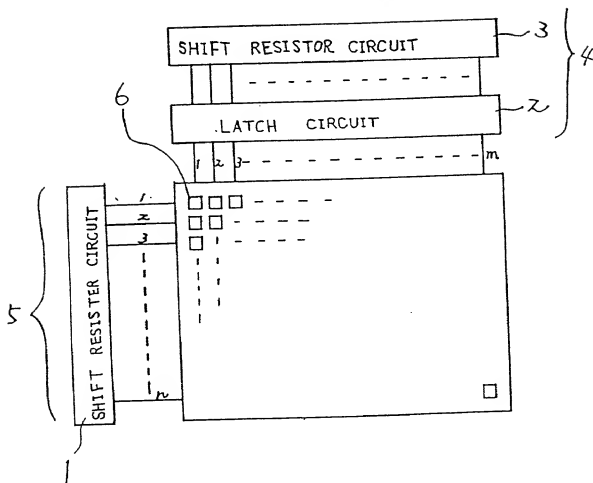 SHIFT RESISTOR CIRCUIT
3
4
6
LATCH CIRCUIT
2
1 2 3 m
1
2
3
n
5
SHIFT RESISTER CIRCUIT
1